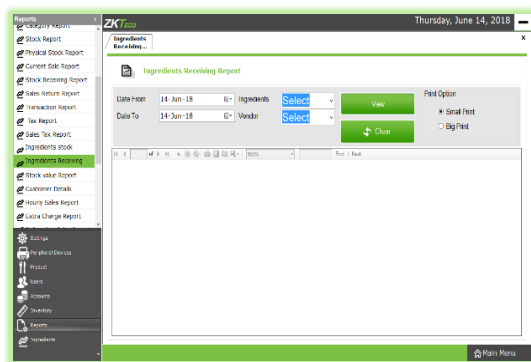 Reports
Category Report
Stock Report
Physical Stock Report
Current Sale Report
Stock Receiving Report
Sales Return Report
Transaction Report
Tax Report
Sales Tax Report
Ingredients stock
Ingredients Receiving
Stock value Report
Customer Details
Hourly Sales Report
Extra Charge Report
Settings
Peripheral Devices
Product
Users
Accounts
Inventory
Reports
Ingredients
ZKTeco
Thursday, June 14, 2018
Ingredients
Receiving...
x
Ingredients Receiving Report
Date From 14-Jun-18 Ingredients Select View
Date To 14-Jun-18 Vendor Select Clear
Print Option
Small Print
Big Print
of 100% Find | Next
Main Menu